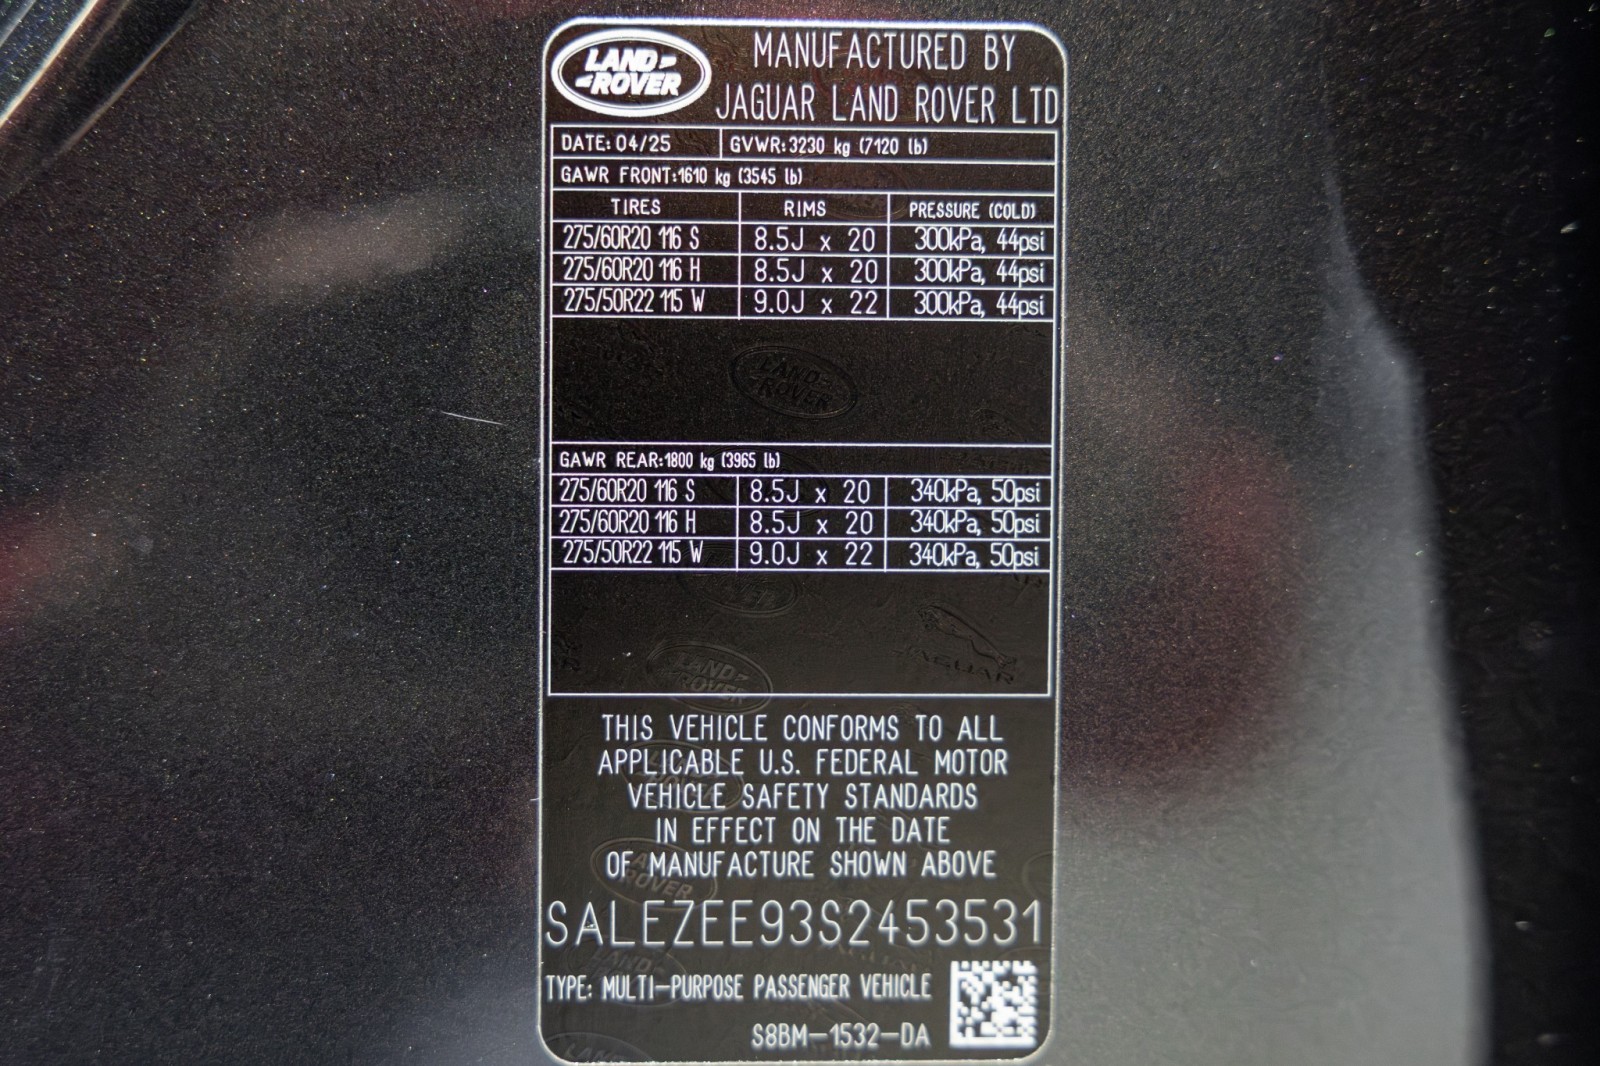 LAND ROVER
MANUFACTURED BY
JAGUAR LAND ROVER LTD
DATE: 04/25 GVWR: 3230 kg (7120 lb)
GAWR FRONT: 1610 kg (3545 lb)
TIRES RIMS PRESSURE (COLD)
275/60R20 116 S 8.5J x 20 300kPa, 44psi
275/60R20 116 H 8.5J x 20 300kPa, 44psi
275/50R22 115 W 9.0J x 22 300kPa, 44psi
LAND ROVER
GAWR REAR: 1800 kg (3965 lb)
275/60R20 116 S 8.5J x 20 340kPa, 50psi
275/60R20 116 H 8.5J x 20 340kPa, 50psi
275/50R22 115 W 9.0J x 22 340kPa, 50psi
JAGUAR
LAND ROVER
THIS VEHICLE CONFORMS TO ALL
APPLICABLE U.S. FEDERAL MOTOR
VEHICLE SAFETY STANDARDS
IN EFFECT ON THE DATE
OF MANUFACTURE SHOWN ABOVE
SALEZEE93S2453531
TYPE: MULTI-PURPOSE PASSENGER VEHICLE
S8BM-1532-DA